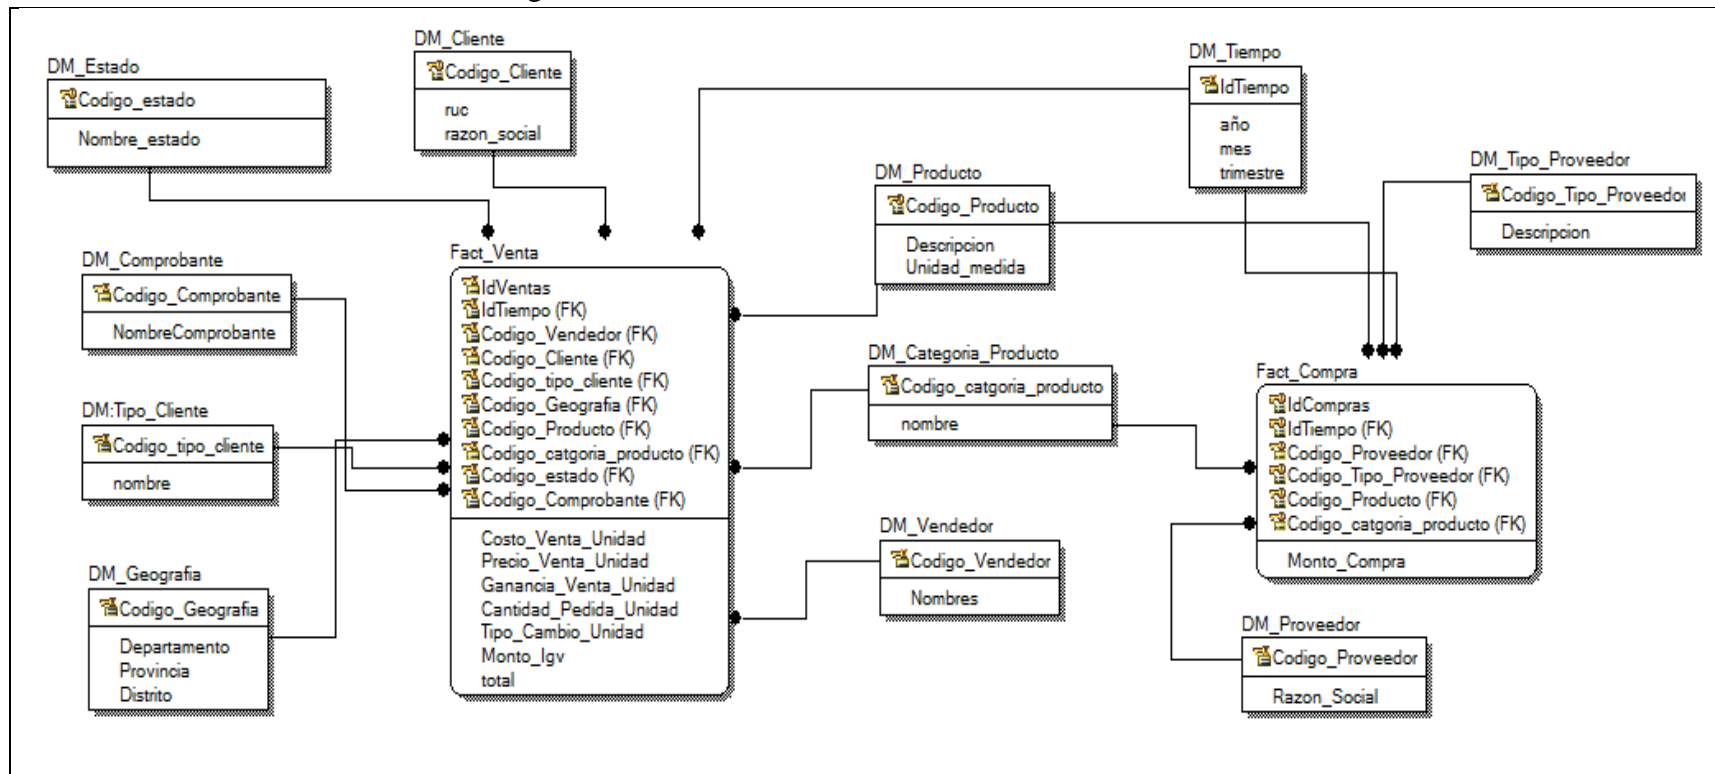 DM_Estado
Codigo_estado
Nombre_estado
DM_Cliente
Codigo_Cliente
ruc
razon_social
DM_Tiempo
IdTiempo
año
mes
trimestre
DM_Producto
Codigo_Producto
Descripcion
Unidad_medida
DM_Tipo_Proveedor
Codigo_Tipo_Proveedor
Descripcion
DM_Comprobante
Codigo_Comprobante
NombreComprobante
Fact_Venta
IdVentas
IdTiempo (FK)
Codigo_Vendedor (FK)
Codigo_Cliente (FK)
Codigo_tipo_cliente (FK)
Codigo_Geografia (FK)
Codigo_Producto (FK)
Codigo_catgoria_producto (FK)
Codigo_estado (FK)
Codigo_Comprobante (FK)
Costo_Venta_Unidad
Precio_Venta_Unidad
Ganancia_Venta_Unidad
Cantidad_Pedida_Unidad
Tipo_Cambio_Unidad
Monto_Igv
total
DM_Categoria_Producto
Codigo_catgoria_producto
nombre
Fact_Compra
IdCompras
IdTiempo (FK)
Codigo_Proveedor (FK)
Codigo_Tipo_Proveedor (FK)
Codigo_Producto (FK)
Codigo_catgoria_producto (FK)
Monto_Compra
DM:Tipo_Cliente
Codigo_tipo_cliente
nombre
DM_Vendedor
Codigo_Vendedor
Nombres
DM_Geografia
Codigo_Geografia
Departamento
Provincia
Distrito
DM_Proveedor
Codigo_Proveedor
Razon_Social